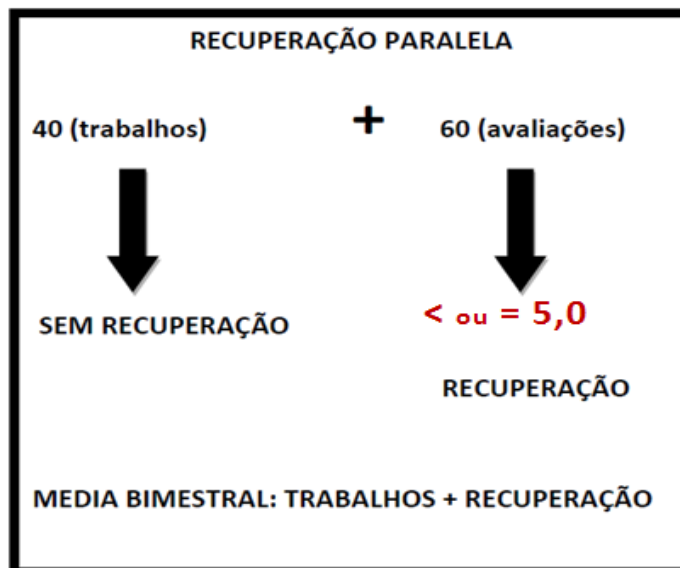 RECUPERAÇÃO PARALELA
40 (trabalhos) + 60 (avaliações)
SEM RECUPERAÇÃO
< ou = 5,0
RECUPERAÇÃO
MEDIA BIMESTRAL: TRABALHOS + RECUPERAÇÃO